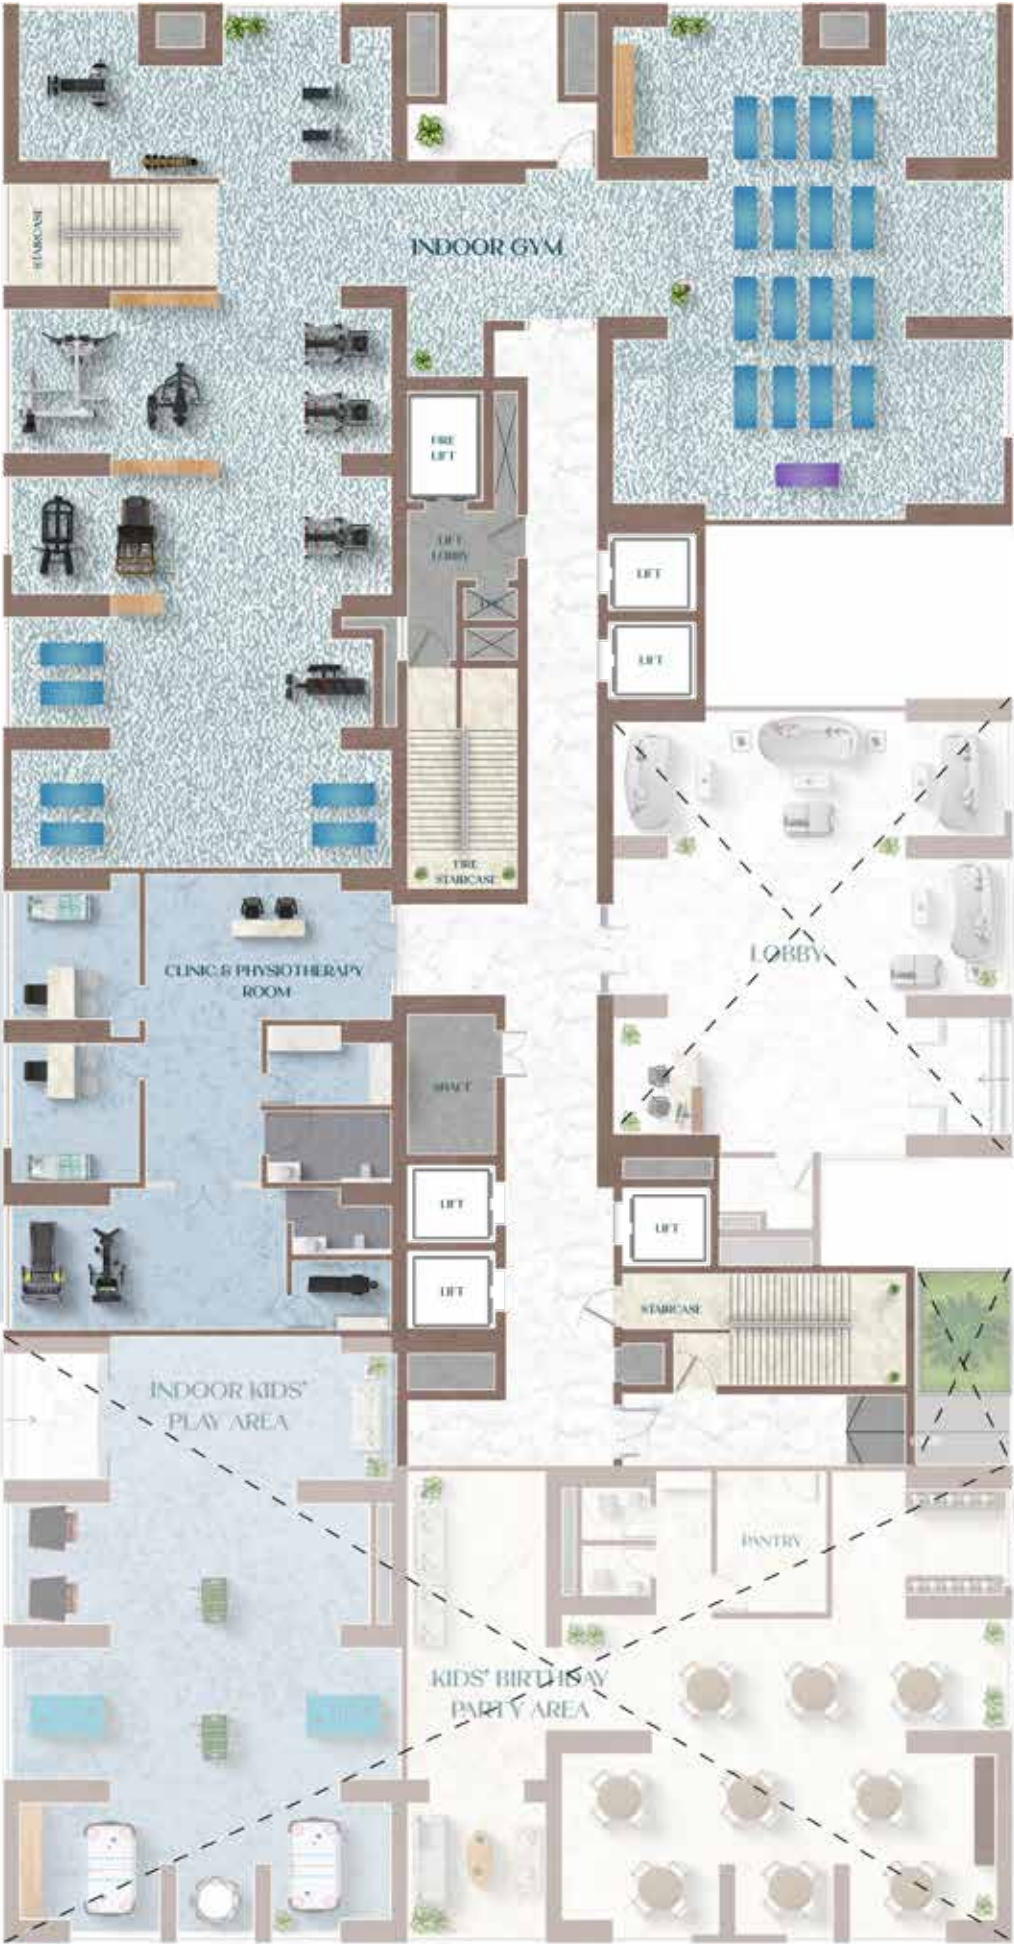 STAIRCASE
INDOOR GYM
FIRE
LIFT
LIFT
LOBBY
LIFT
LIFT
FIRE
STAIRCASE
LOBBY
CLINIC & PHYSIOTHERAPY
ROOM
SHAFT
LIFT
LIFT
LIFT
STAIRCASE
INDOOR KIDS'
PLAY AREA
PANTRY
KIDS' BIRTHDAY
PARTY AREA